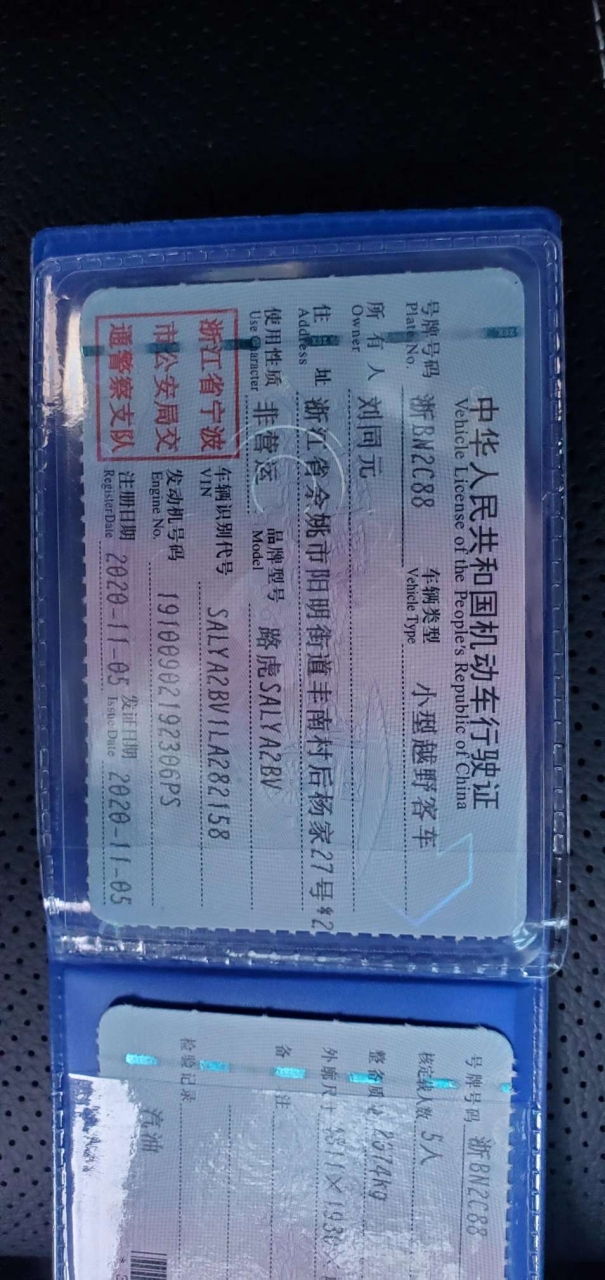 中华人民共和国机动车行驶证
Vehicle License of the People's Republic of China
号牌号码 浙BN2C88 车辆类型 小型越野客车
Plate No. Vehicle Type
所有人 刘同元
Owner
住址 浙江省余姚市阳明街道丰南村后杨家27号*2
Address
使用性质 非营运 品牌型号 路虎SALYA2BV
Use Character Model
浙江省宁波
市公安局交
通警察支队
车辆识别代号 SALYA2BV1LA282158
VIN
发动机号码 19100902192306PS
Engine No.
注册日期 2020-11-05 发证日期 2020-11-05
Register Date Issue Date
号牌号码 浙BN2C88
核定载人数 5人
整备质量
外廓尺寸
备注
检验记录
汽油